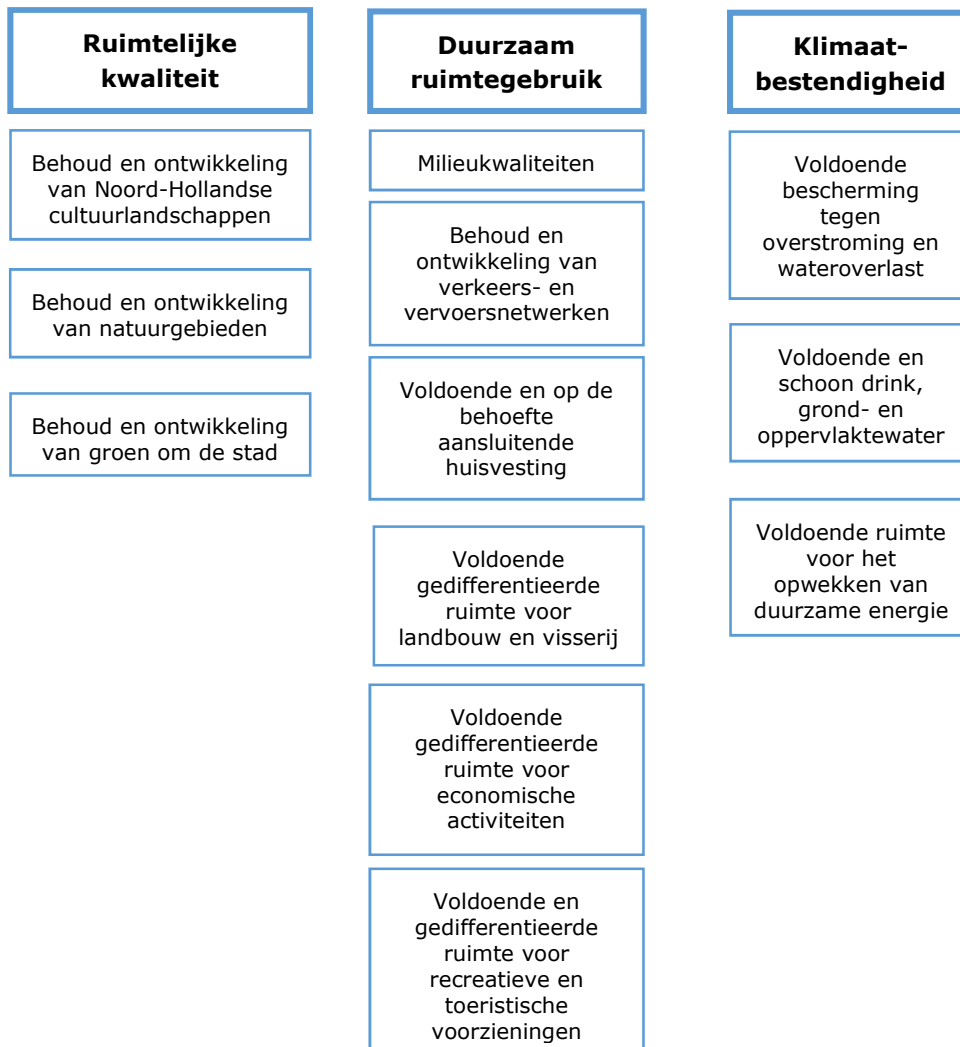 Ruimtelijke
kwaliteit
Behoud en ontwikkeling
van Noord-Hollandse
cultuurlandschappen
Behoud en ontwikkeling
van natuurgebieden
Behoud en ontwikkeling
van groen om de stad
Duurzaam
ruimtegebruik
Milieukwaliteiten
Behoud en
ontwikkeling van
verkeers- en
vervoersnetwerken
Voldoende en op de
behoefte
aansluitende
huisvesting
Voldoende
gedifferentieerde
ruimte voor
landbouw en visserij
Voldoende
gedifferentieerde
ruimte voor
economische
activiteiten
Voldoende en
gedifferentieerde
ruimte voor
recreatieve en
toeristische
voorzieningen
Klimaat-
bestendigheid
Voldoende
bescherming
tegen
overstroming en
wateroverlast
Voldoende en
schoon drink,
grond- en
oppervlaktewater
Voldoende ruimte
voor het
opwekken van
duurzame energie